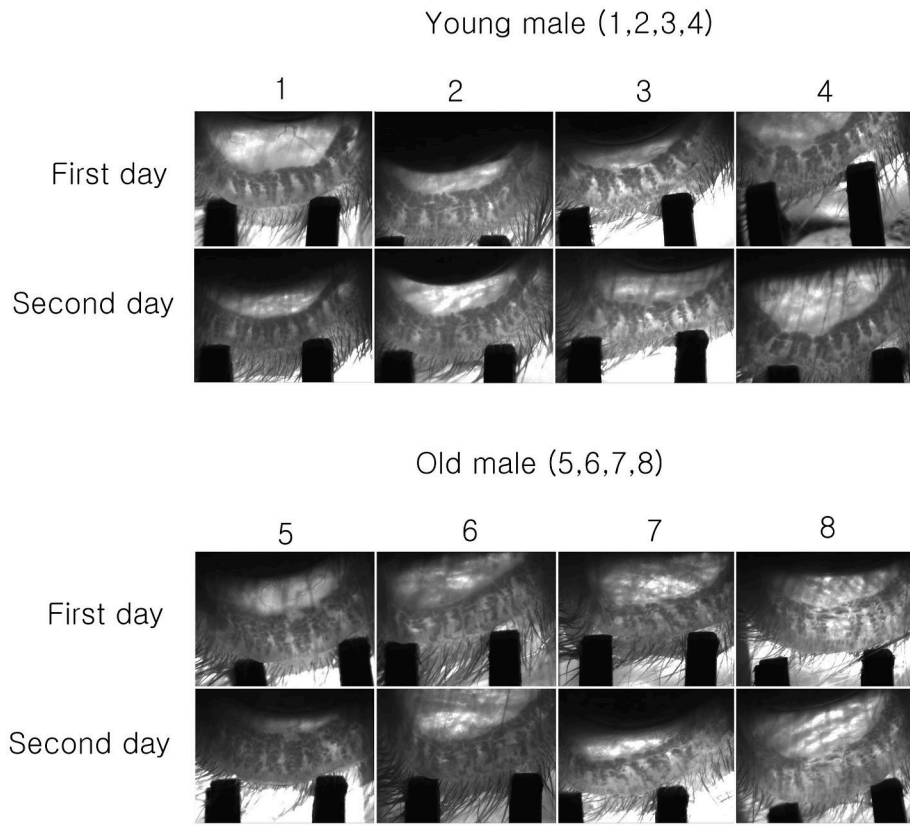 Young male (1,2,3,4)
1 2 3 4
First day
Second day
Old male (5,6,7,8)
5 6 7 8
First day
Second day